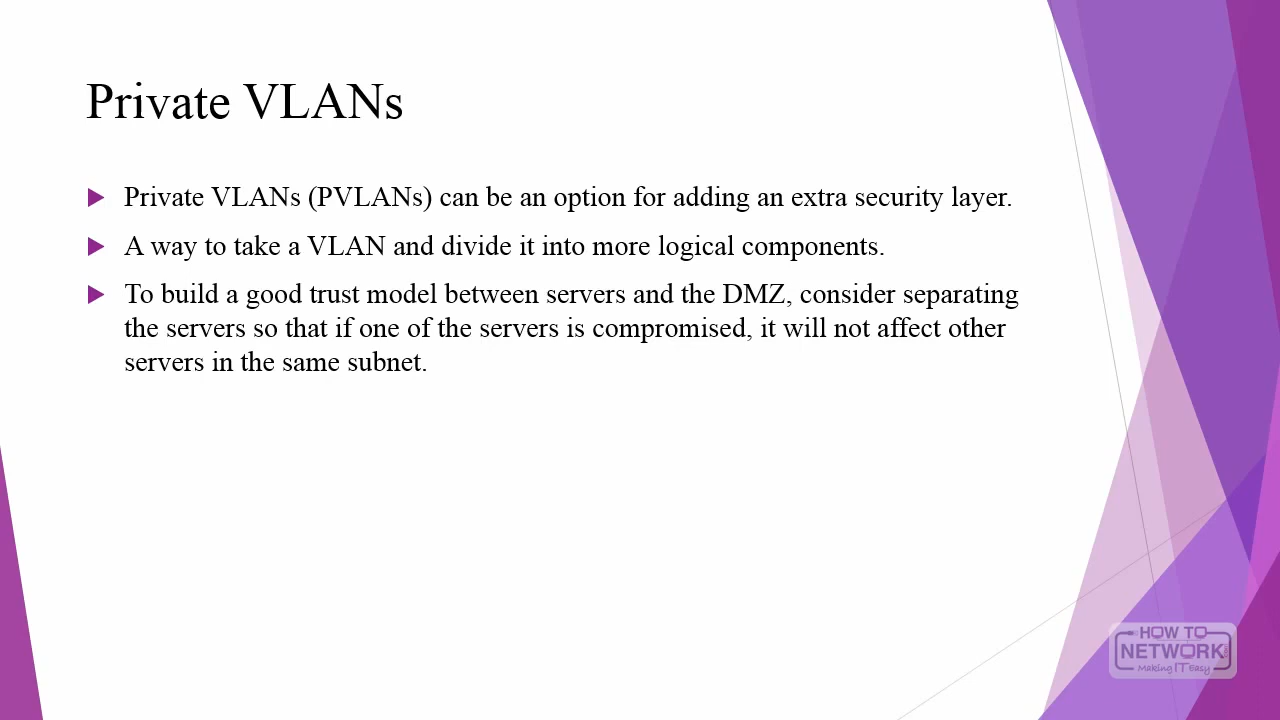 Private VLANs
Private VLANs (PVLANs) can be an option for adding an extra security layer.
A way to take a VLAN and divide it into more logical components.
To build a good trust model between servers and the DMZ, consider separating
the servers so that if one of the servers is compromised, it will not affect other
servers in the same subnet.
HOW TO
NETWORK
Making IT Easy